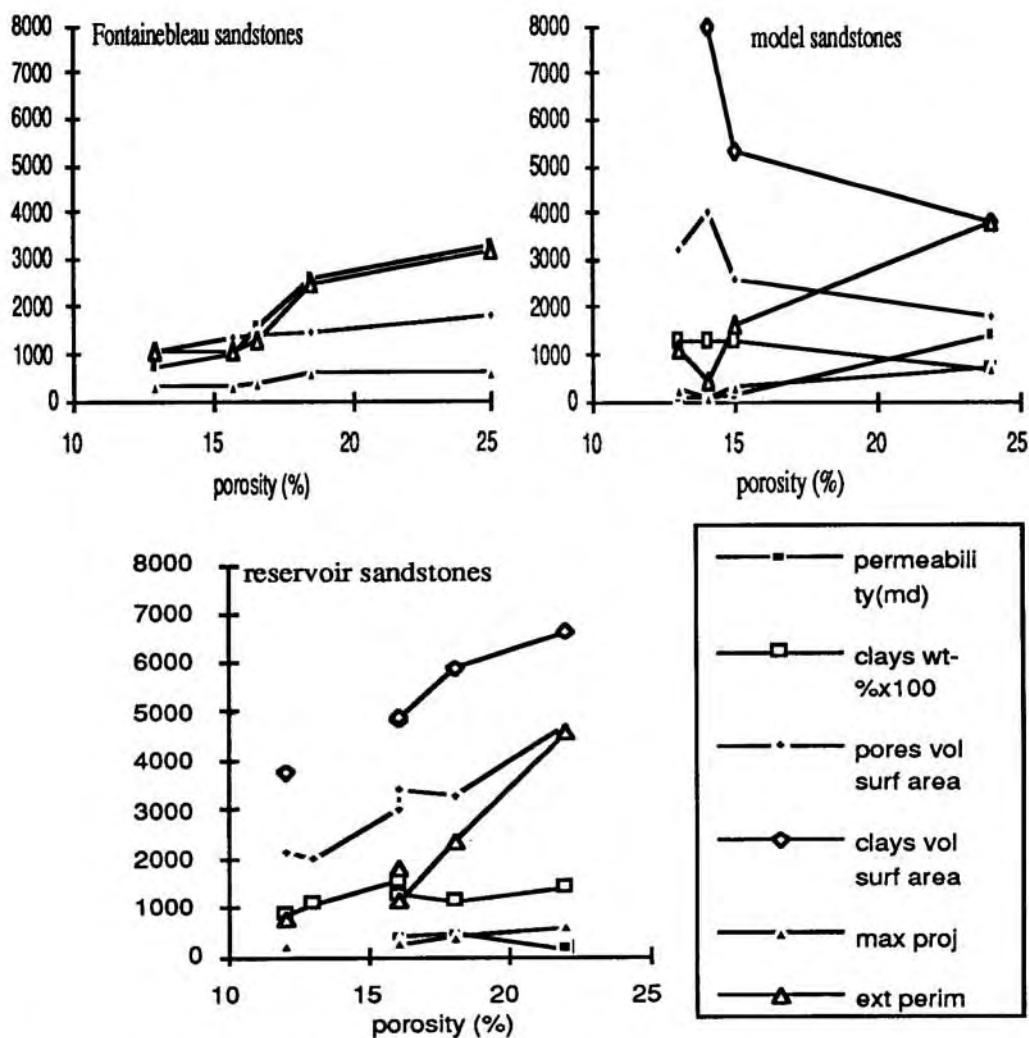 Fontainebleau sandstones
8000
7000
6000
5000
4000
3000
2000
1000
0
10
15
20
25
porosity (%)
model sandstones
8000
7000
6000
5000
4000
3000
2000
1000
0
10
15
20
25
porosity (%)
reservoir sandstones
8000
7000
6000
5000
4000
3000
2000
1000
0
10
15
20
25
porosity (%)
permeabili
ty(md)
clays wt-
%x100
pores vol
surf area
clays vol
surf area
max proj
ext perim